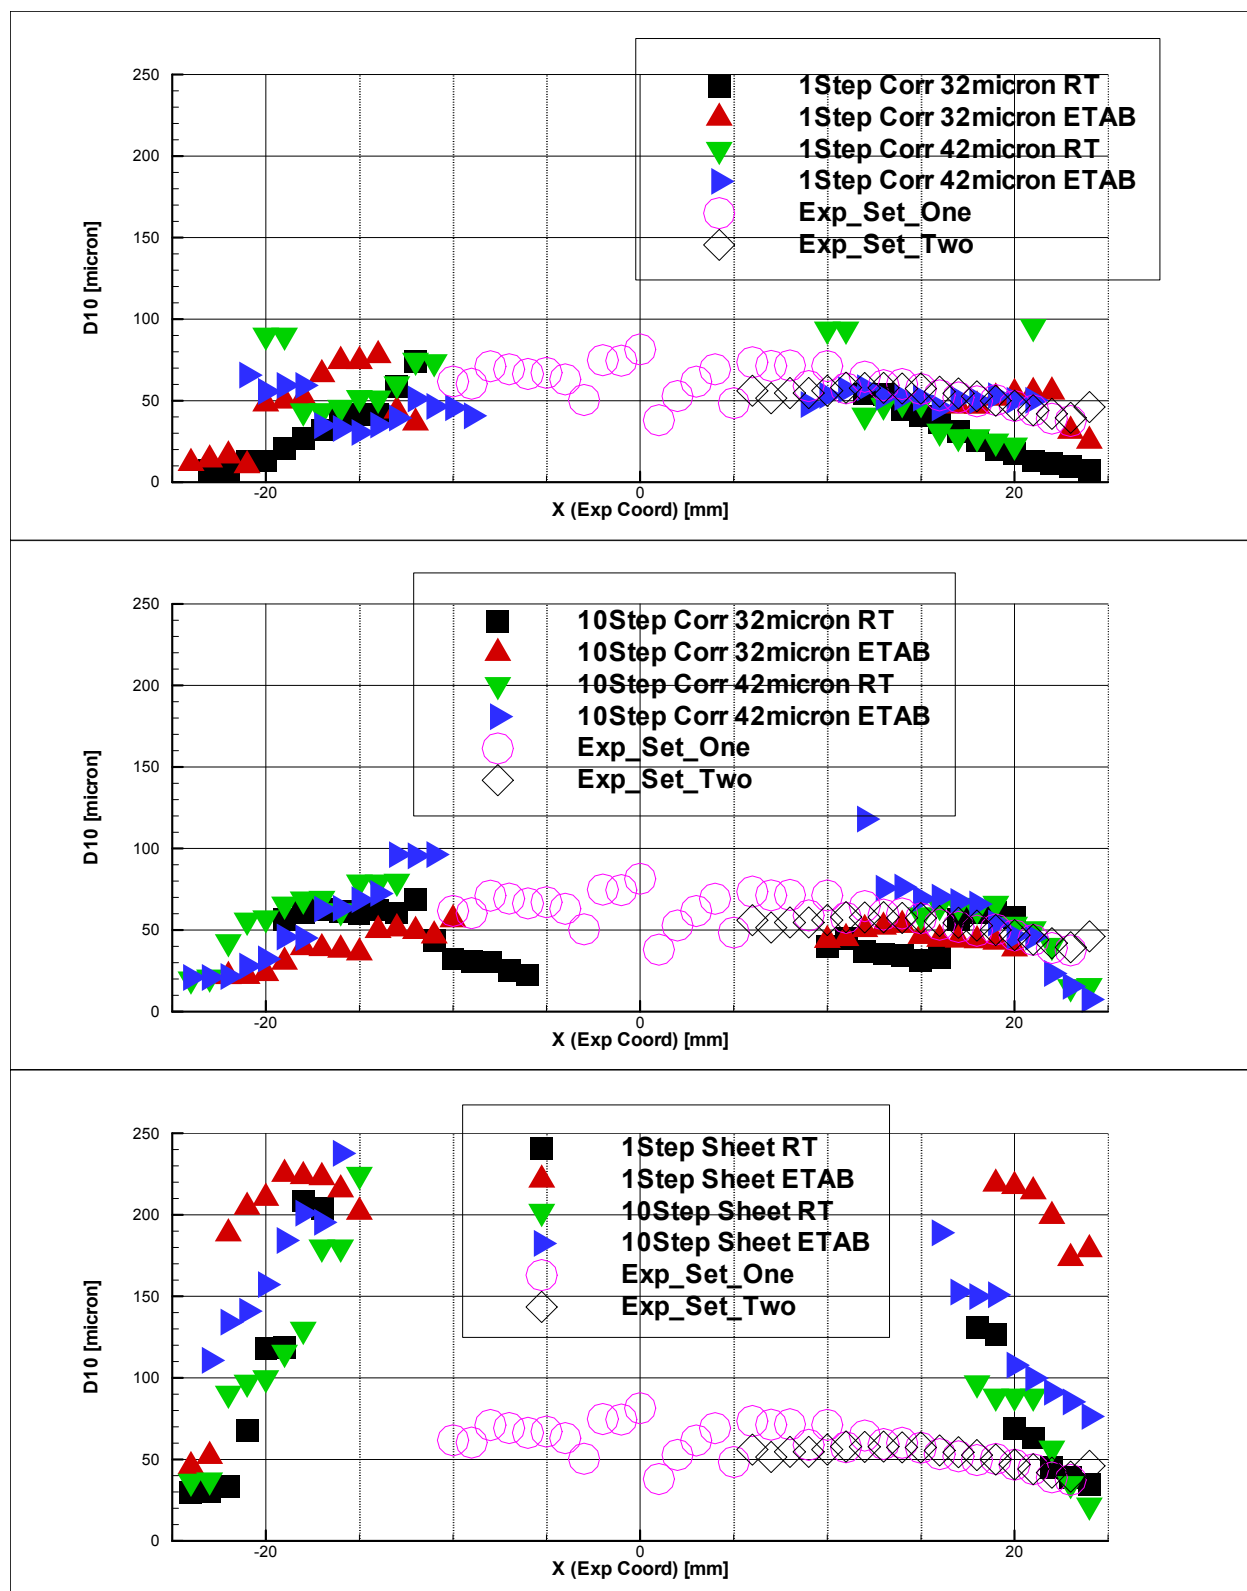 250
200
150
100
50
0
D10 [micron]
-20
0
20
X (Exp Coord) [mm]
1Step Corr 32micron RT
1Step Corr 32micron ETAB
1Step Corr 42micron RT
1Step Corr 42micron ETAB
Exp_Set_One
Exp_Set_Two
250
200
150
100
50
0
D10 [micron]
-20
0
20
X (Exp Coord) [mm]
10Step Corr 32micron RT
10Step Corr 32micron ETAB
10Step Corr 42micron RT
10Step Corr 42micron ETAB
Exp_Set_One
Exp_Set_Two
250
200
150
100
50
0
D10 [micron]
-20
0
20
X (Exp Coord) [mm]
1Step Sheet RT
1Step Sheet ETAB
10Step Sheet RT
10Step Sheet ETAB
Exp_Set_One
Exp_Set_Two